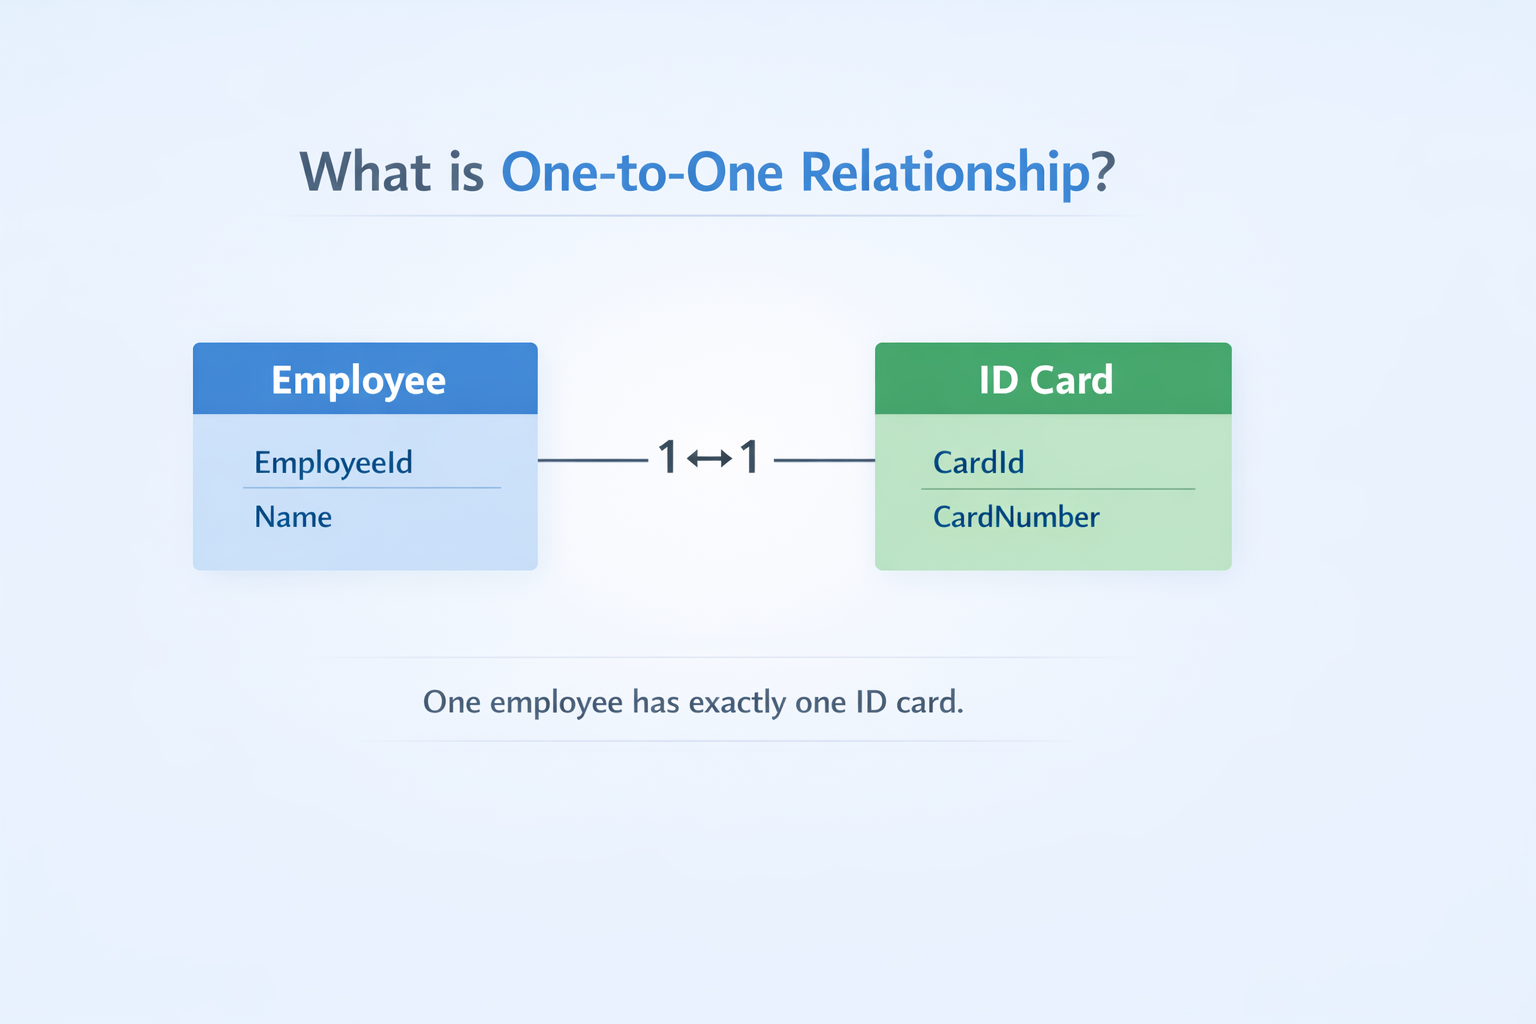 What is One-to-One Relationship?
Employee
EmployeeId
Name
1↔1
ID Card
CardId
CardNumber
One employee has exactly one ID card.